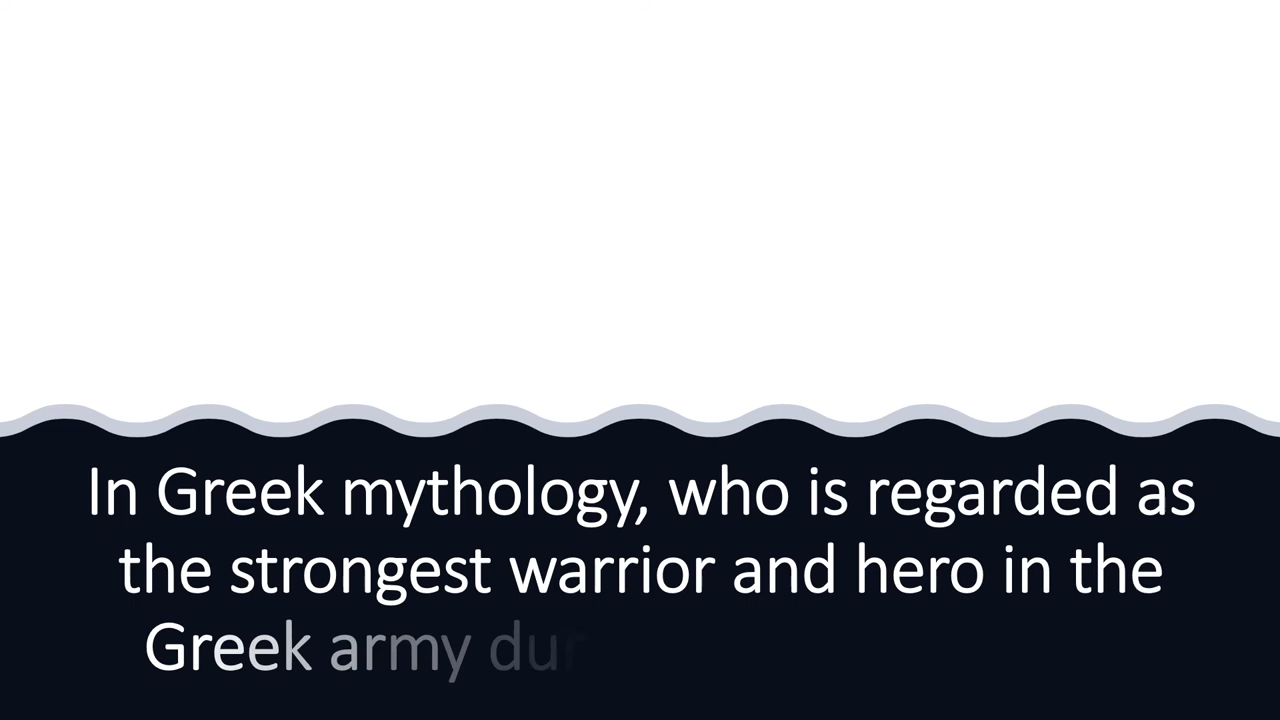 In Greek mythology, who is regarded as
the strongest warrior and hero in the
Greek army